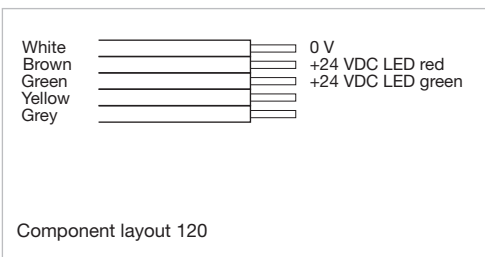 White 0 V
Brown +24 VDC LED red
Green +24 VDC LED green
Yellow
Grey
Component layout 120